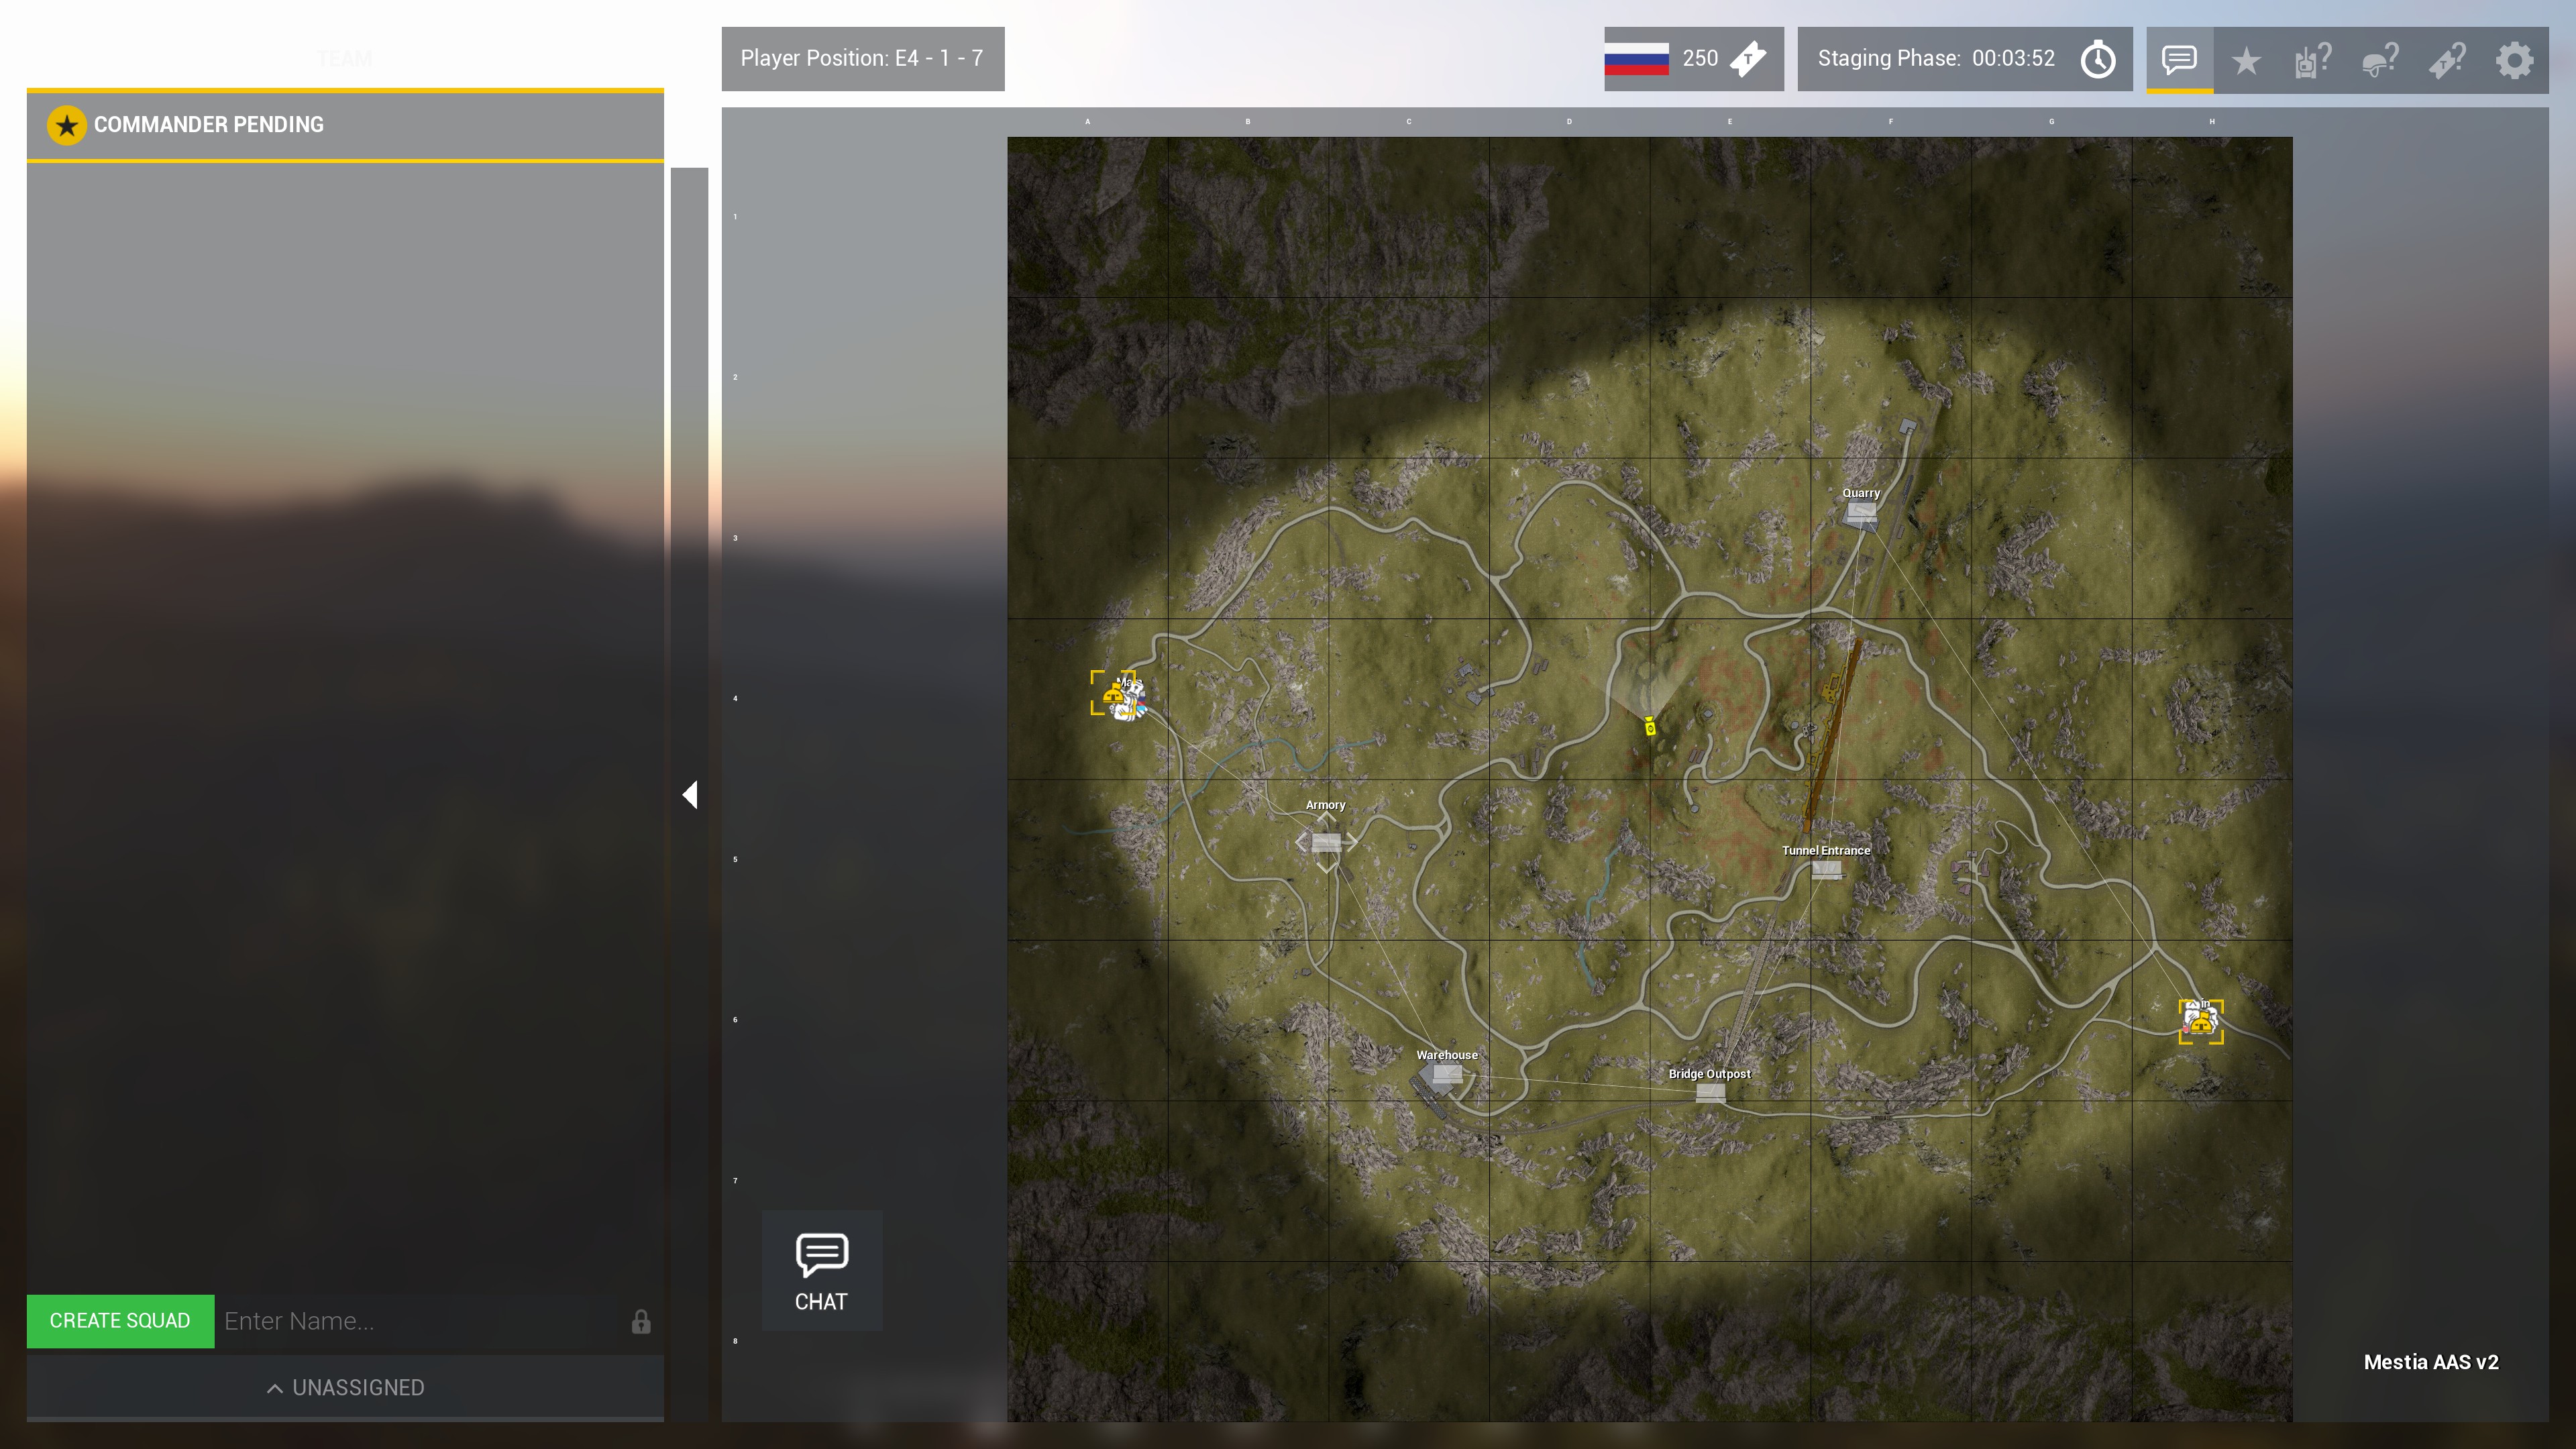 TEAM
Player Position: E4 - 1 - 7
250
Staging Phase: 00:03:52
COMMANDER PENDING
A B C D E F G H
1
2
Quarry
3
4
Armory
Tunnel Entrance
5
6
Warehouse
Bridge Outpost
7
CHAT
CREATE SQUAD
Enter Name...
8
Mestia AAS v2
UNASSIGNED